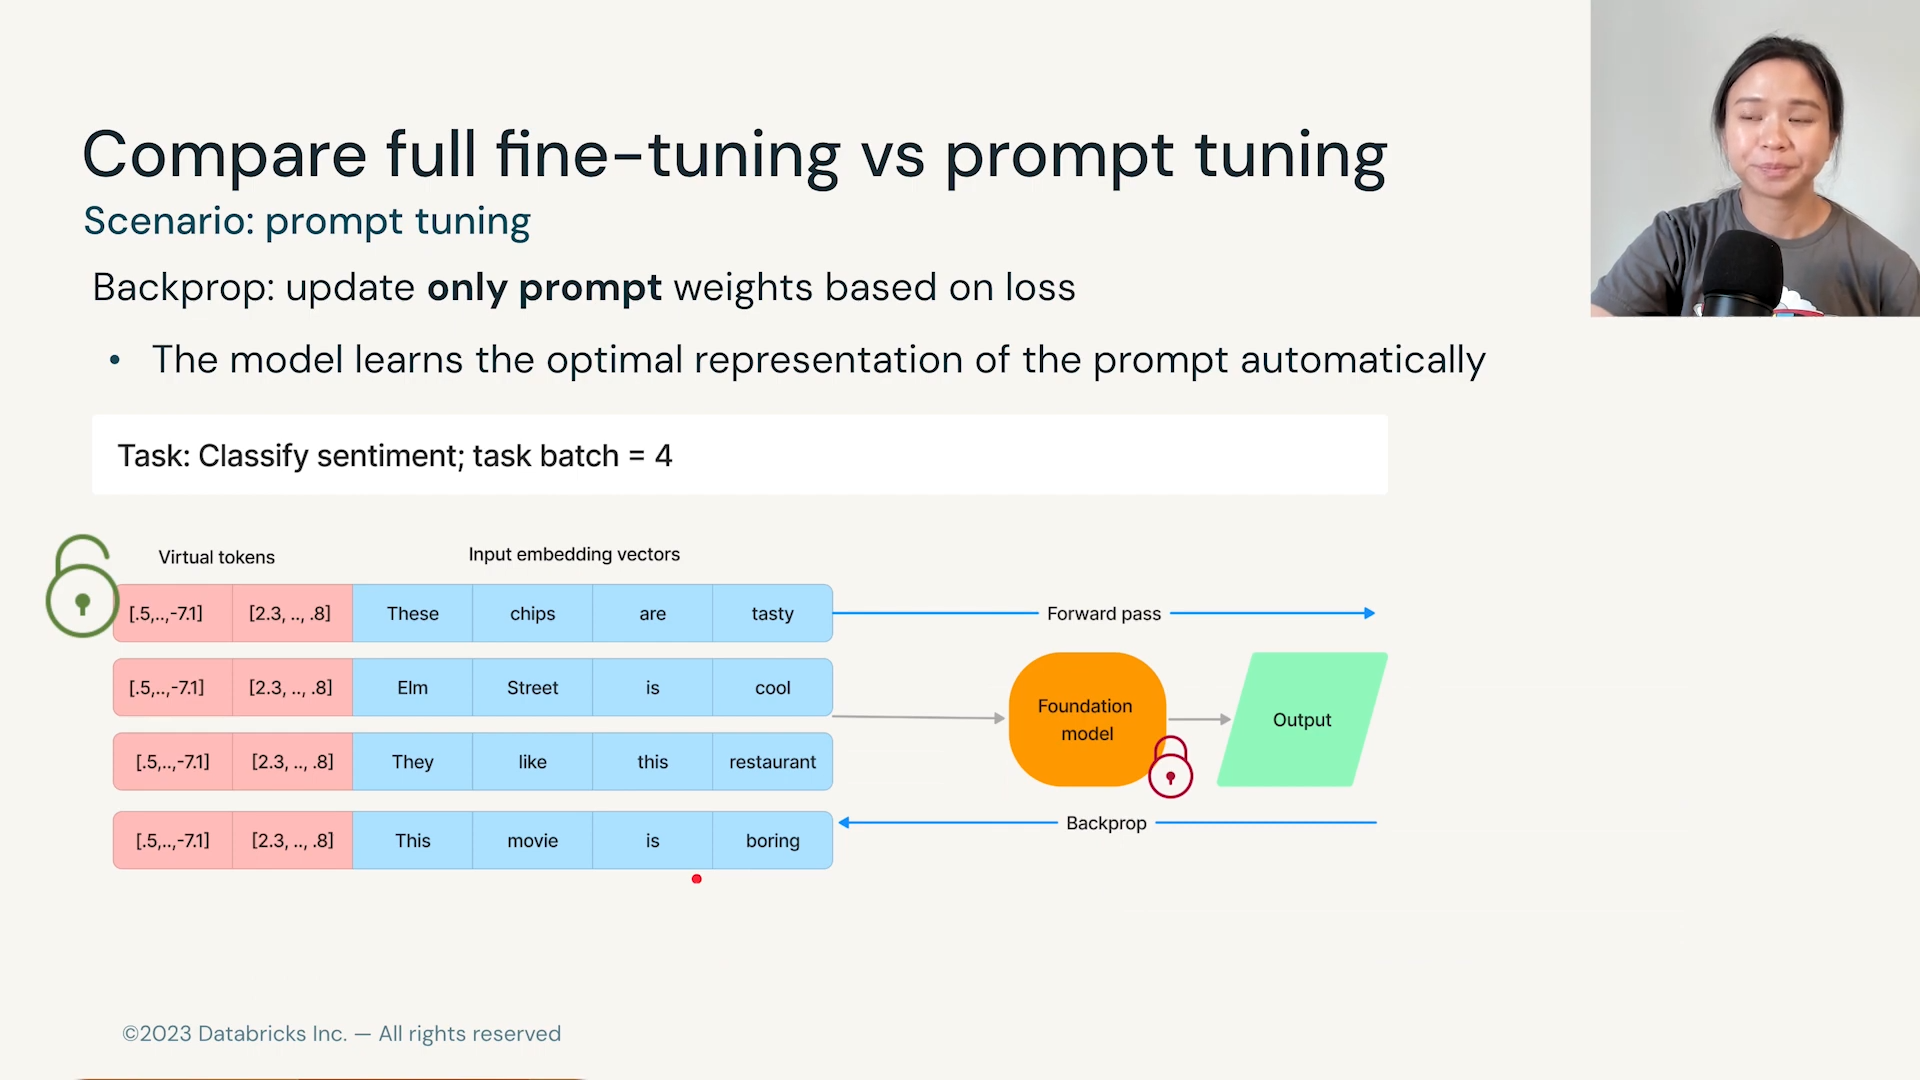 Compare full fine-tuning vs prompt tuning
Scenario: prompt tuning
Backprop: update only prompt weights based on loss
• The model learns the optimal representation of the prompt automatically
Task: Classify sentiment; task batch = 4
Virtual tokens
Input embedding vectors
[.5,..,-7.1] [2.3, .., .8] These chips are tasty
Forward pass
[.5,..,-7.1] [2.3, .., .8] Elm Street is cool
Foundation
model
Output
[.5,..,-7.1] [2.3, .., .8] They like this restaurant
Backprop
[.5,..,-7.1] [2.3, .., .8] This movie is boring
©2023 Databricks Inc. — All rights reserved